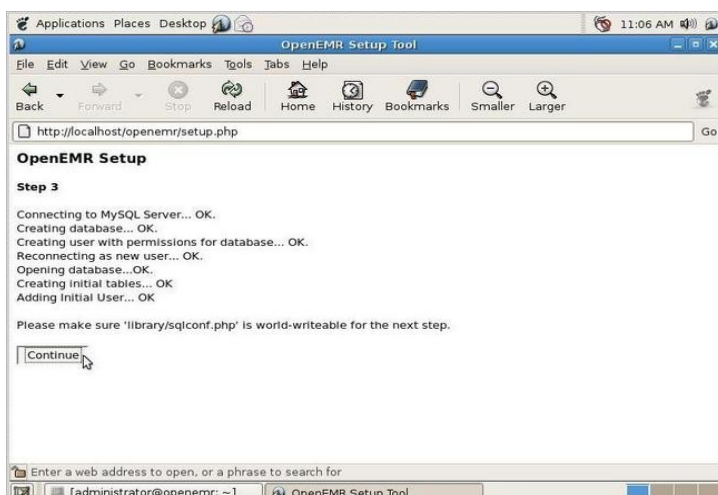 Applications Places Desktop 11:06 AM
OpenEMR Setup Tool
File Edit View Go Bookmarks Tools Tabs Help
Back Forward Stop Reload Home History Bookmarks Smaller Larger
http://localhost/openemr/setup.php Go
OpenEMR Setup
Step 3
Connecting to MySQL Server... OK.
Creating database... OK.
Creating user with permissions for database... OK.
Reconnecting as new user... OK.
Opening database...OK.
Creating initial tables... OK
Adding Initial User... OK
Please make sure 'library/sqlconf.php' is world-writeable for the next step.
Continue
Enter a web address to open, or a phrase to search for
[administrator@openemr: ~] OpenEMR Setup Tool